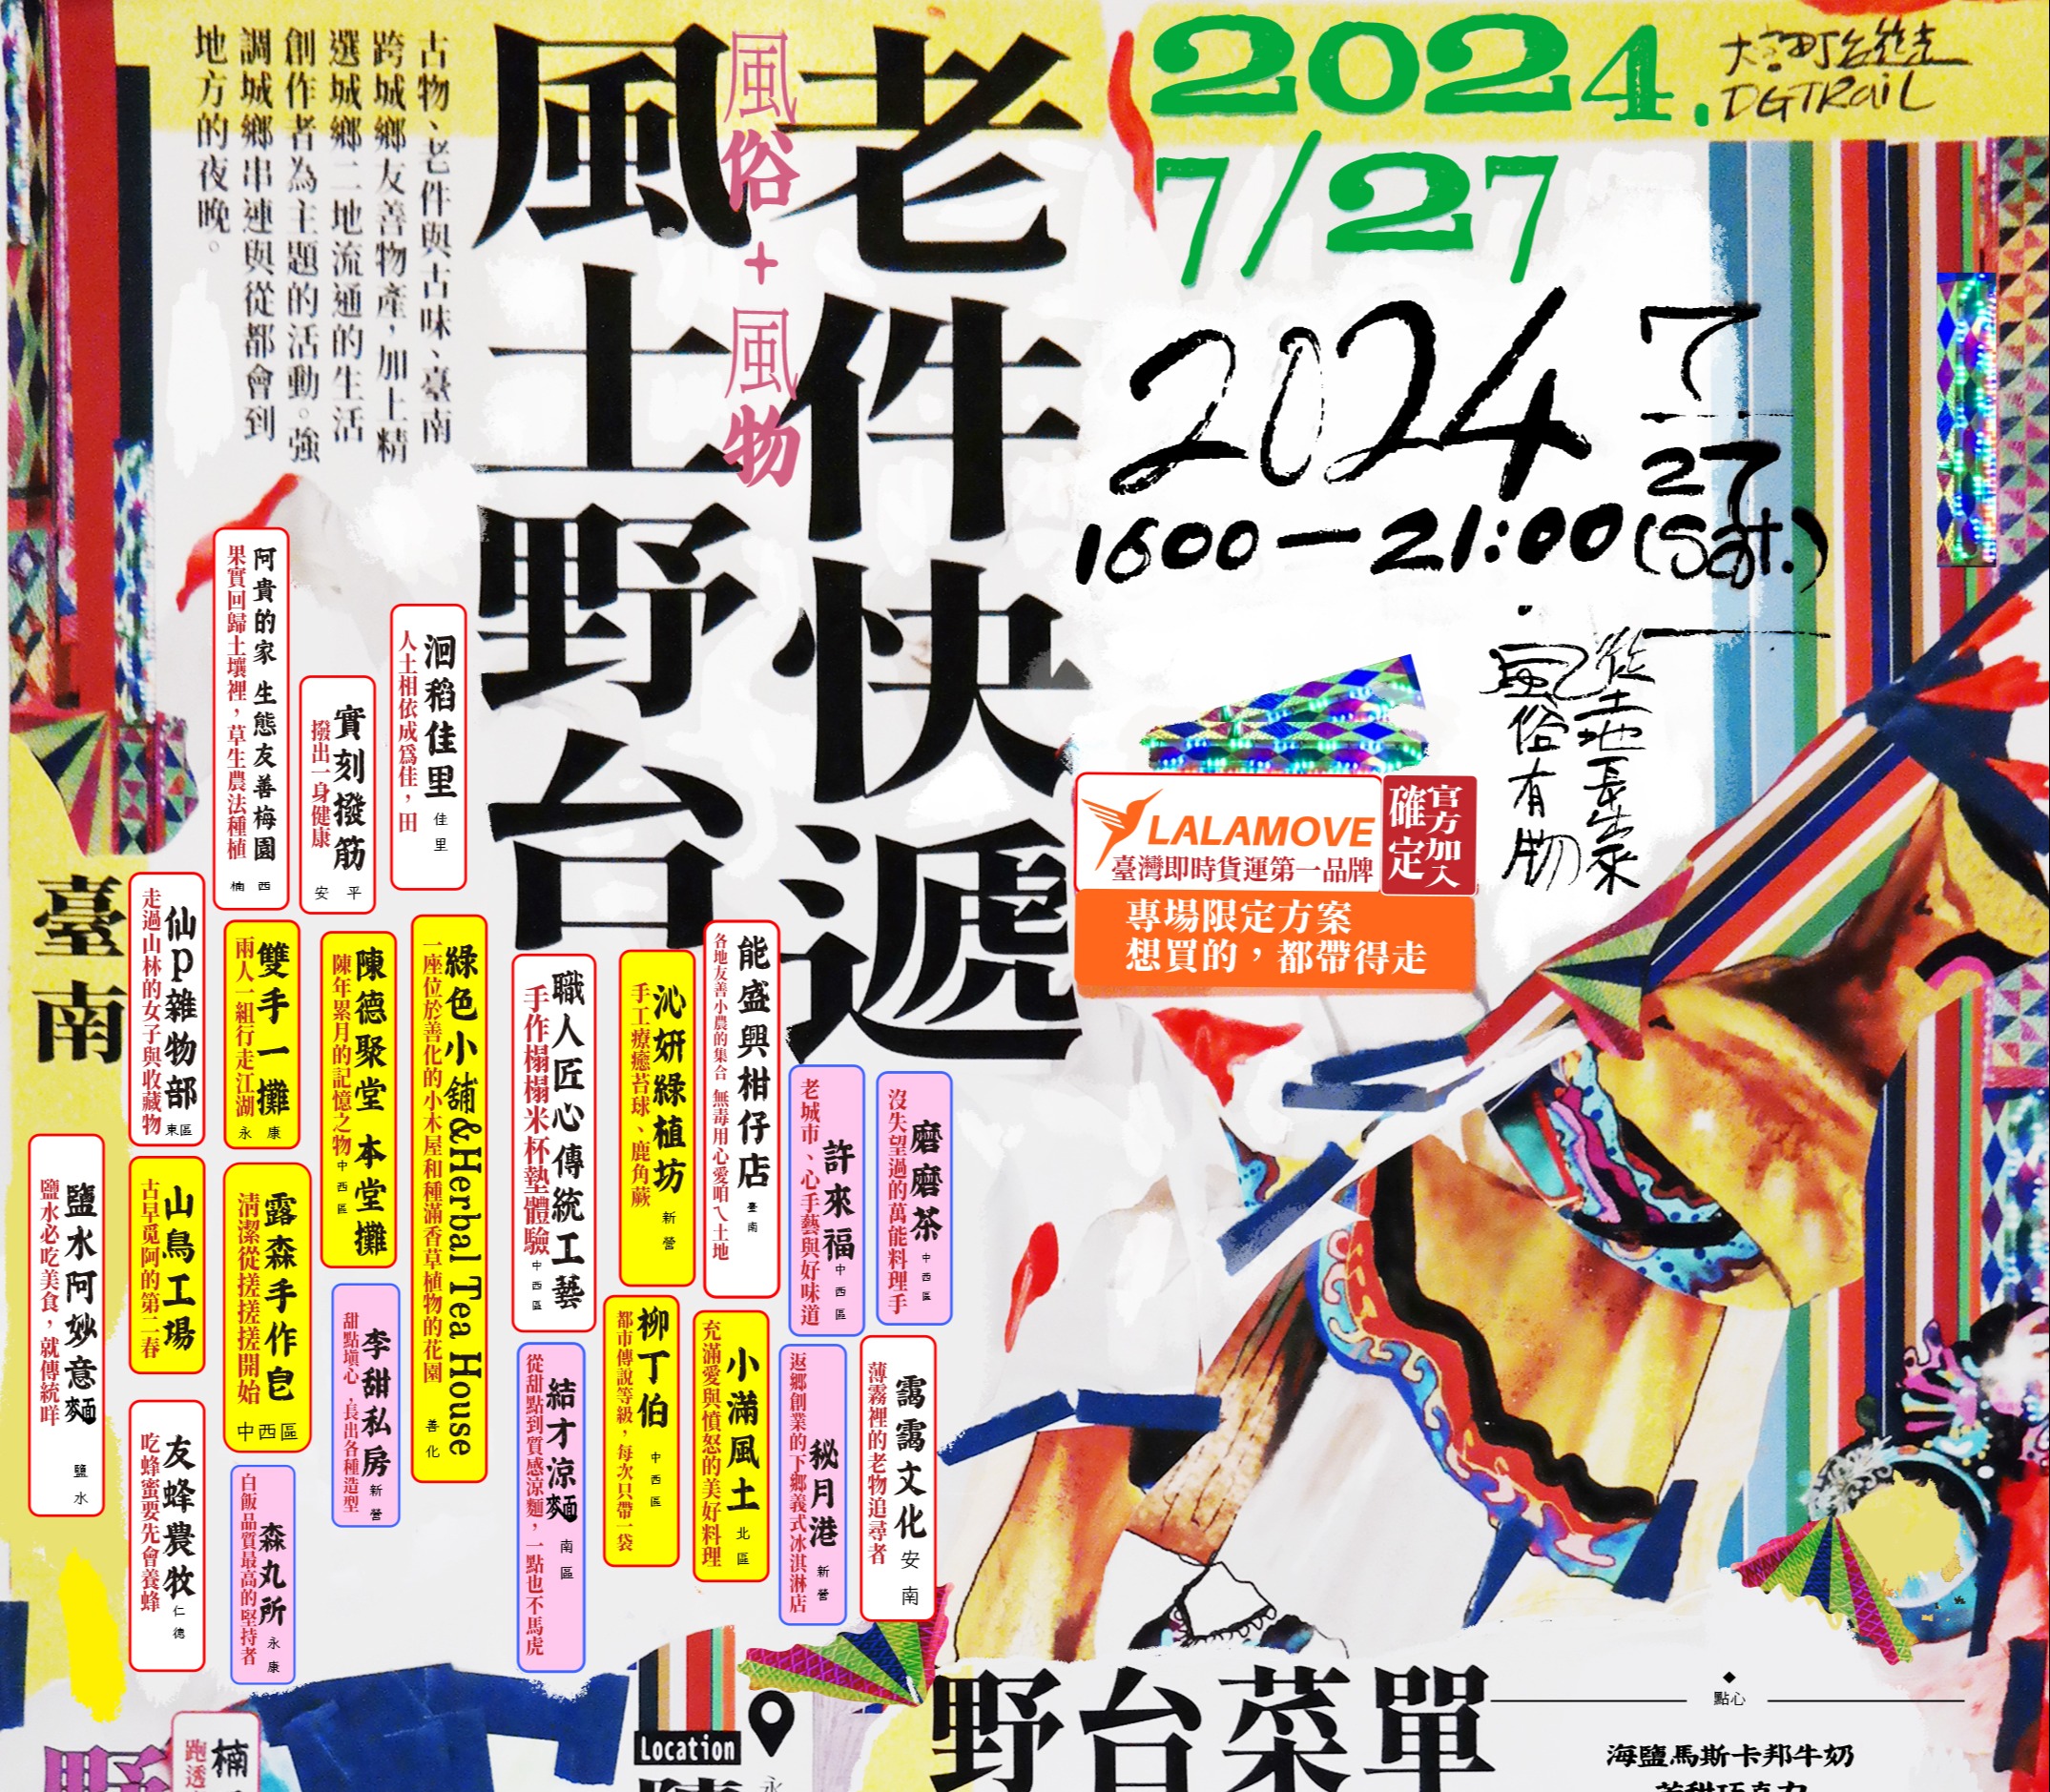 老件快遞
風俗+風物
風土野台
古物、老件與古味、臺南
跨城鄉友善物產,加上精
選城鄉二地流通的生活
創作者為主題的活動。強
調城鄉串連與從都會到
地方的夜晚。
2024.
7/27
DGTRaiL
2024
7
27
1600—21:00(Sat.)
從土地長出來
風俗有物
LALAMOVE
臺灣即時貨運第一品牌
官方加入
確定
專場限定方案
想買的,都帶得走
臺南
洄稻佳里
佳里
人土相依成為佳,田
實刻撥筋
安平
撥出一身健康
阿貴的家 生態友善梅園
楠西
果實回歸土壤裡,草生農法種植
磨磨茶
中西區
沒失望過的萬能料理手
許來福
中西區
老城市、心手藝與好味道
能盛興柑仔店
臺南
各地友善小農的集合 無毒用心愛咱ㄟ土地
沁妍綠植坊
新營
手工療癒苔球、鹿角蕨
職人匠心傳統工藝
中西區
手作榻榻米杯墊體驗
綠色小舖&Herbal Tea House
善化
一座位於善化的小木屋和種滿香草植物的花園
陳德聚堂 本堂攤
中西區
陳年累月的記憶之物
雙手一攤
永康
兩人一組行走江湖
仙p雜物部
東區
走過山林的女子與收藏物
鹽水阿妙意麵
鹽水
鹽水必吃美食,就傳統咩
山鳥工場
古早覓阿的第二春
露森手作皂
中西區
清潔從搓搓搓開始
李甜私房
新營
甜點填心,長出各種造型
友蜂農牧
仁德
吃蜂蜜要先會養蜂
森丸所
永康
白飯品質最高的堅持者
結才涼麵
南區
從甜點到質感涼麵,一點也不馬虎
柳丁伯
中西區
都市傳說等級,每次只帶一袋
小滿風土
北區
充滿愛與憤怒的美好料理
秘月港
新營
返鄉創業的下鄉義式冰淇淋店
靄靄文化
安南
薄霧裡的老物追尋者
Location
野台菜單
點心
海鹽馬斯卡邦牛奶